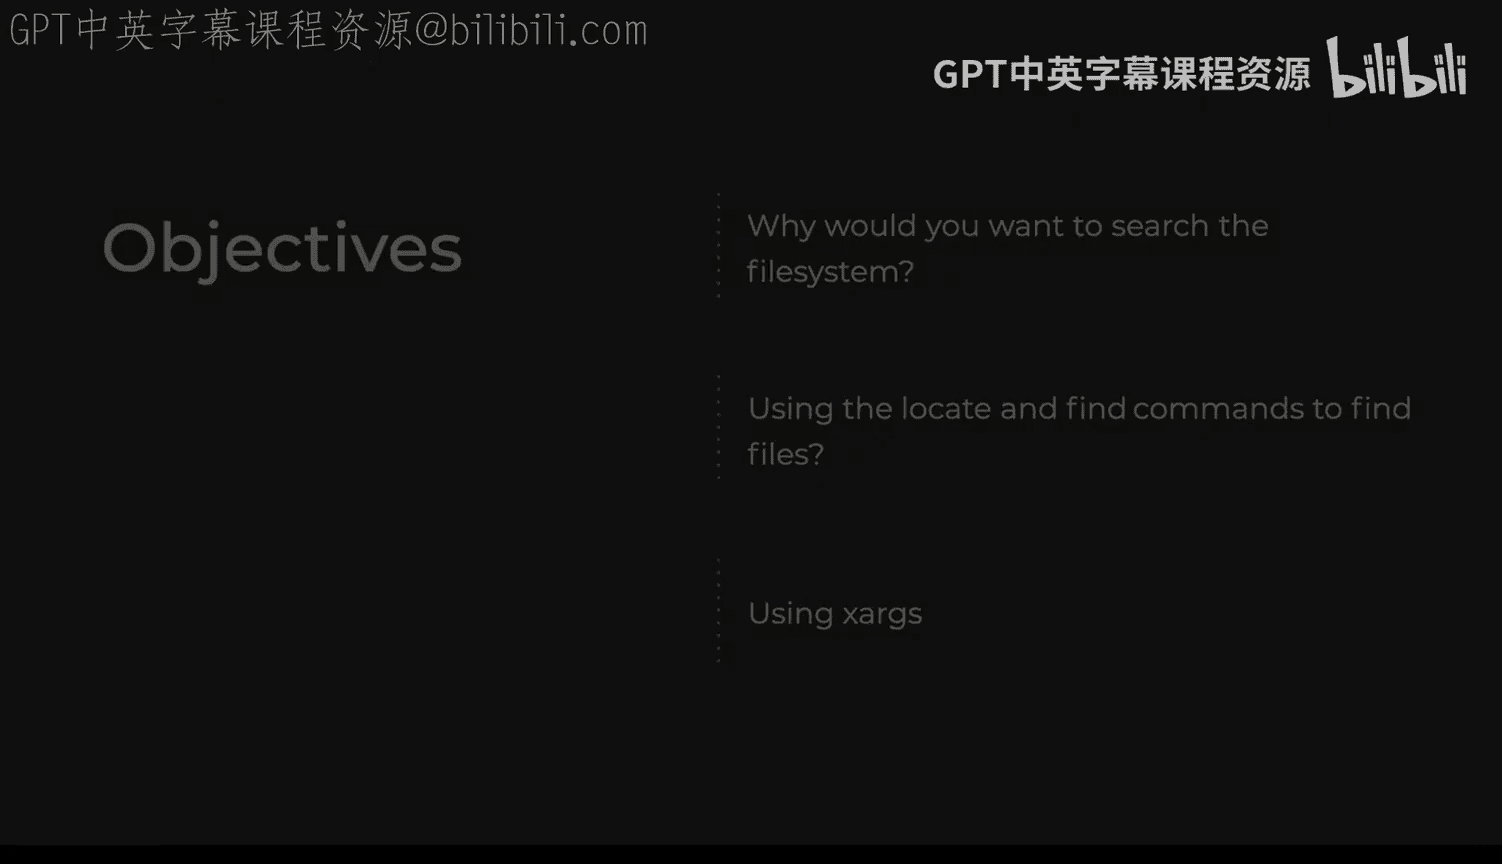 GPT中英字幕课程资源@bilibili.com
GPT中英字幕课程资源 bilibili
Objectives
Why would you want to search the
filesystem?
Using the locate and find commands to find
files?
Using xargs